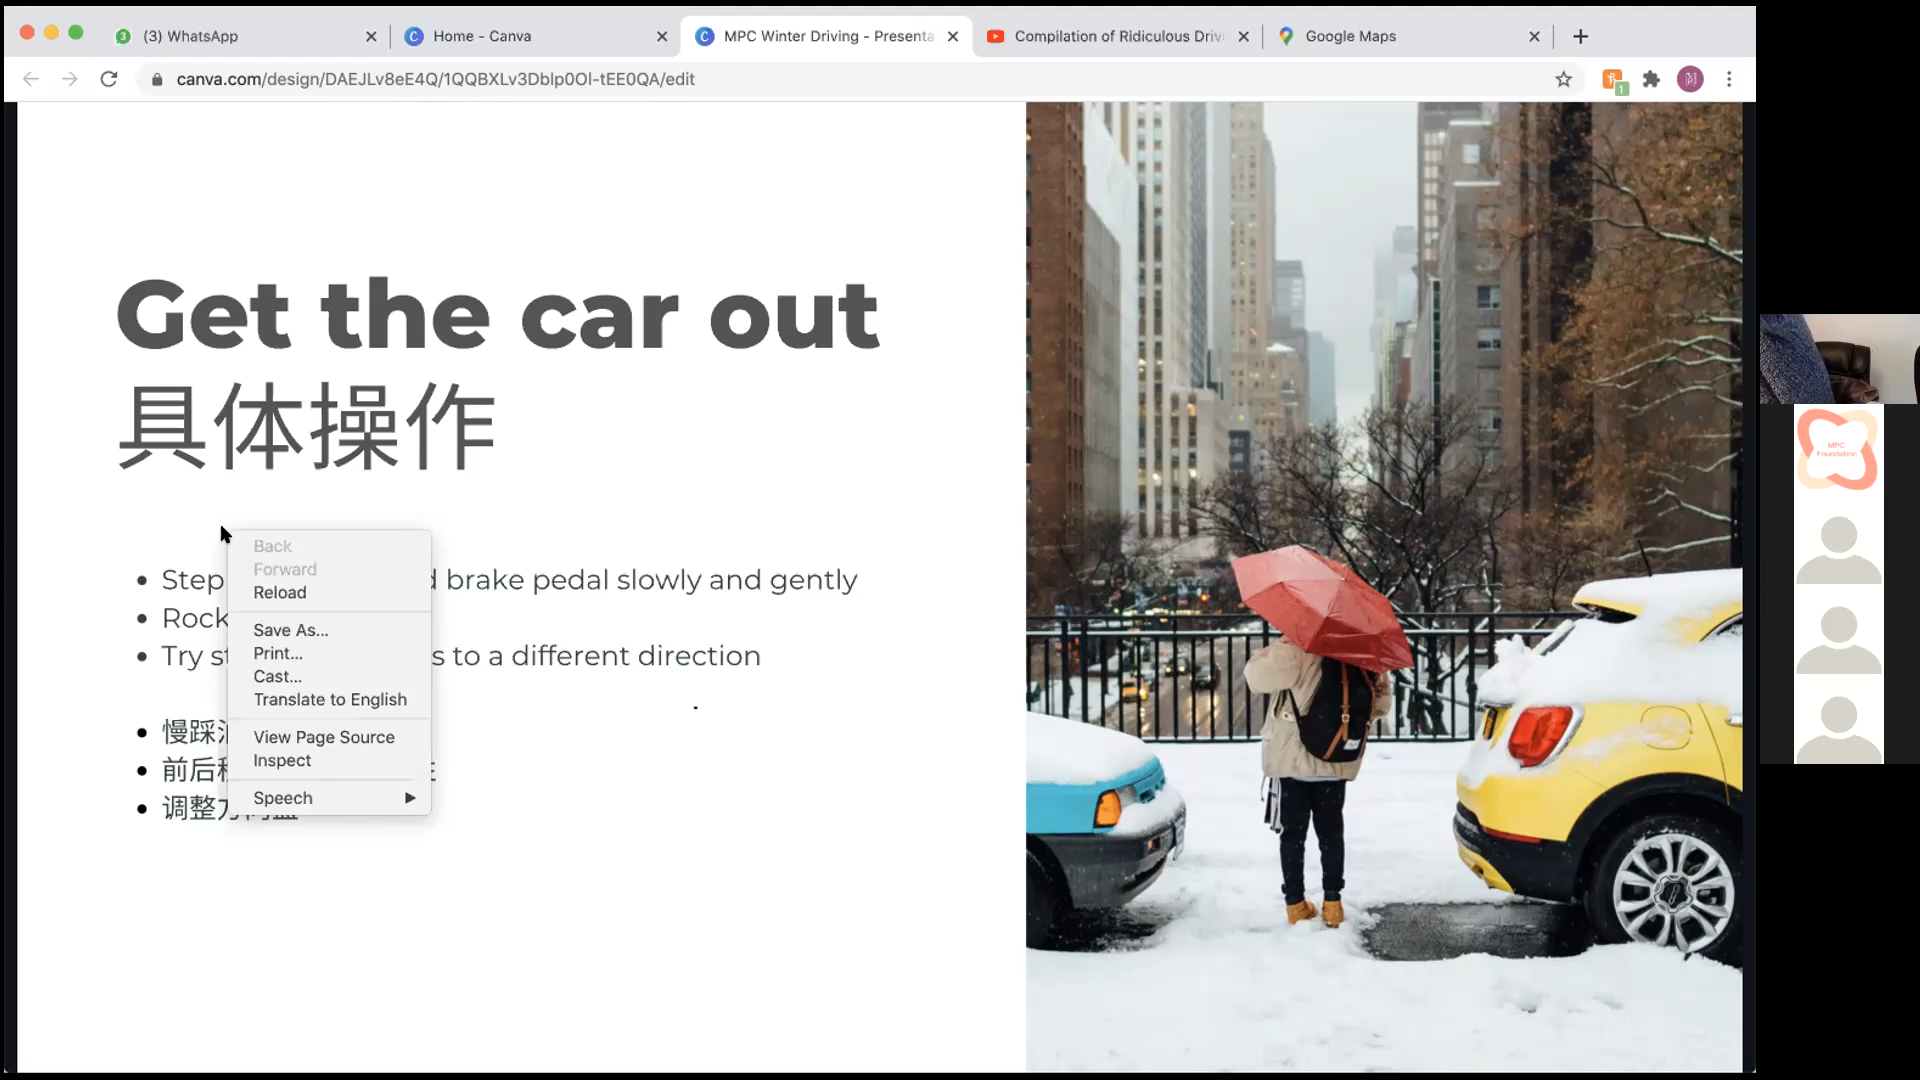 (3) WhatsApp
Home - Canva
MPC Winter Driving - Presenta
Compilation of Ridiculous Driv
Google Maps
canva.com/design/DAEJLv8eE4Q/1QQBXLv3Dblp0Ol-tEE0QA/edit
1
Get the car out
具体操作
Back
Forward
Reload
Save As...
Print...
Cast...
Translate to English
View Page Source
Inspect
Speech
Step brake pedal slowly and gently
Rock
Try to a different direction
慢踩
前后
调整
MPC
Foundation